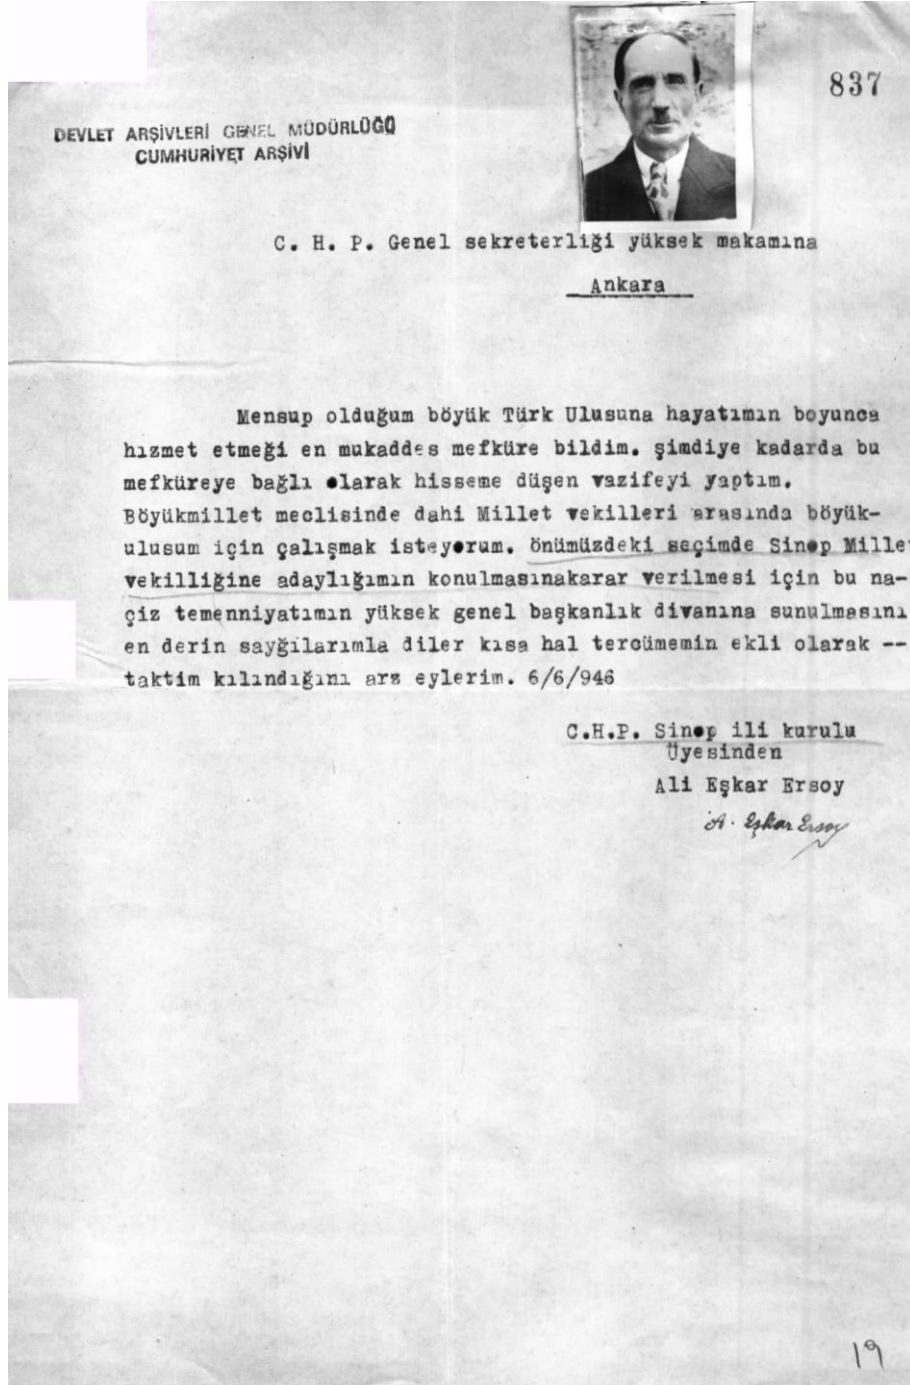 837
DEVLET ARŞİVLERİ GENEL MÜDÜRLÜĞÜ
CUMHURİYET ARŞİVİ
C. H. P. Genel sekreterliği yüksek makamına
Ankara
Mensup olduğum böyük Türk Ulusuna hayatımın boyunca
hızmet etmeği en mukaddes mefküre bildim. şimdiye kadarda bu
mefküreye bağlı olarak hisseme düşen vazifeyi yaptım.
Böyükmillet meclisinde dahi Millet vekilleri arasında böyük-
ulusum için çalışmak isteyorum. önümüzdeki seçimde Sinop Millet
vekilliğine adaylığımın konulmasınakarar verilmesi için bu na-
çiz temenniyatımın yüksek genel başkanlık divanına sunulmasını
en derin sayğılarımla diler kısa hal tercümemin ekli olarak --
taktim kılındığını arz eylerim. 6/6/946
C.H.P. Sinop ili kurulu
Üyesinden
Ali Eşkar Ersoy
A. Eşkar Ersoy
19